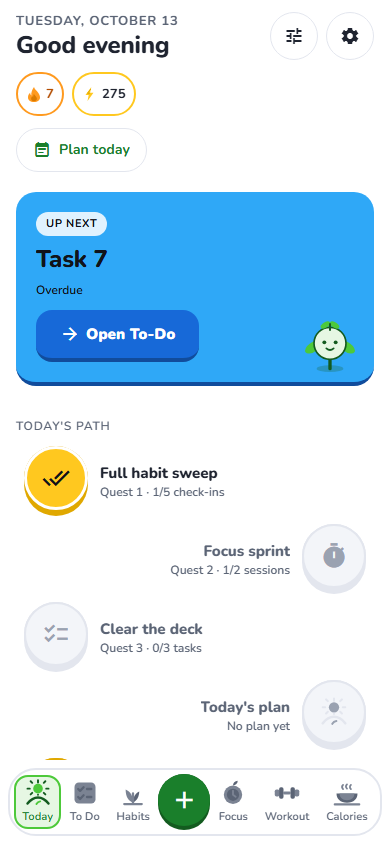 TUESDAY, OCTOBER 13
Good evening
7
275
Plan today
UP NEXT
Task 7
Overdue
Open To-Do
TODAY'S PATH
Full habit sweep
Quest 1 · 1/5 check-ins
Focus sprint
Quest 2 · 1/2 sessions
Clear the deck
Quest 3 · 0/3 tasks
Today's plan
No plan yet
Today
To Do
Habits
Focus
Workout
Calories